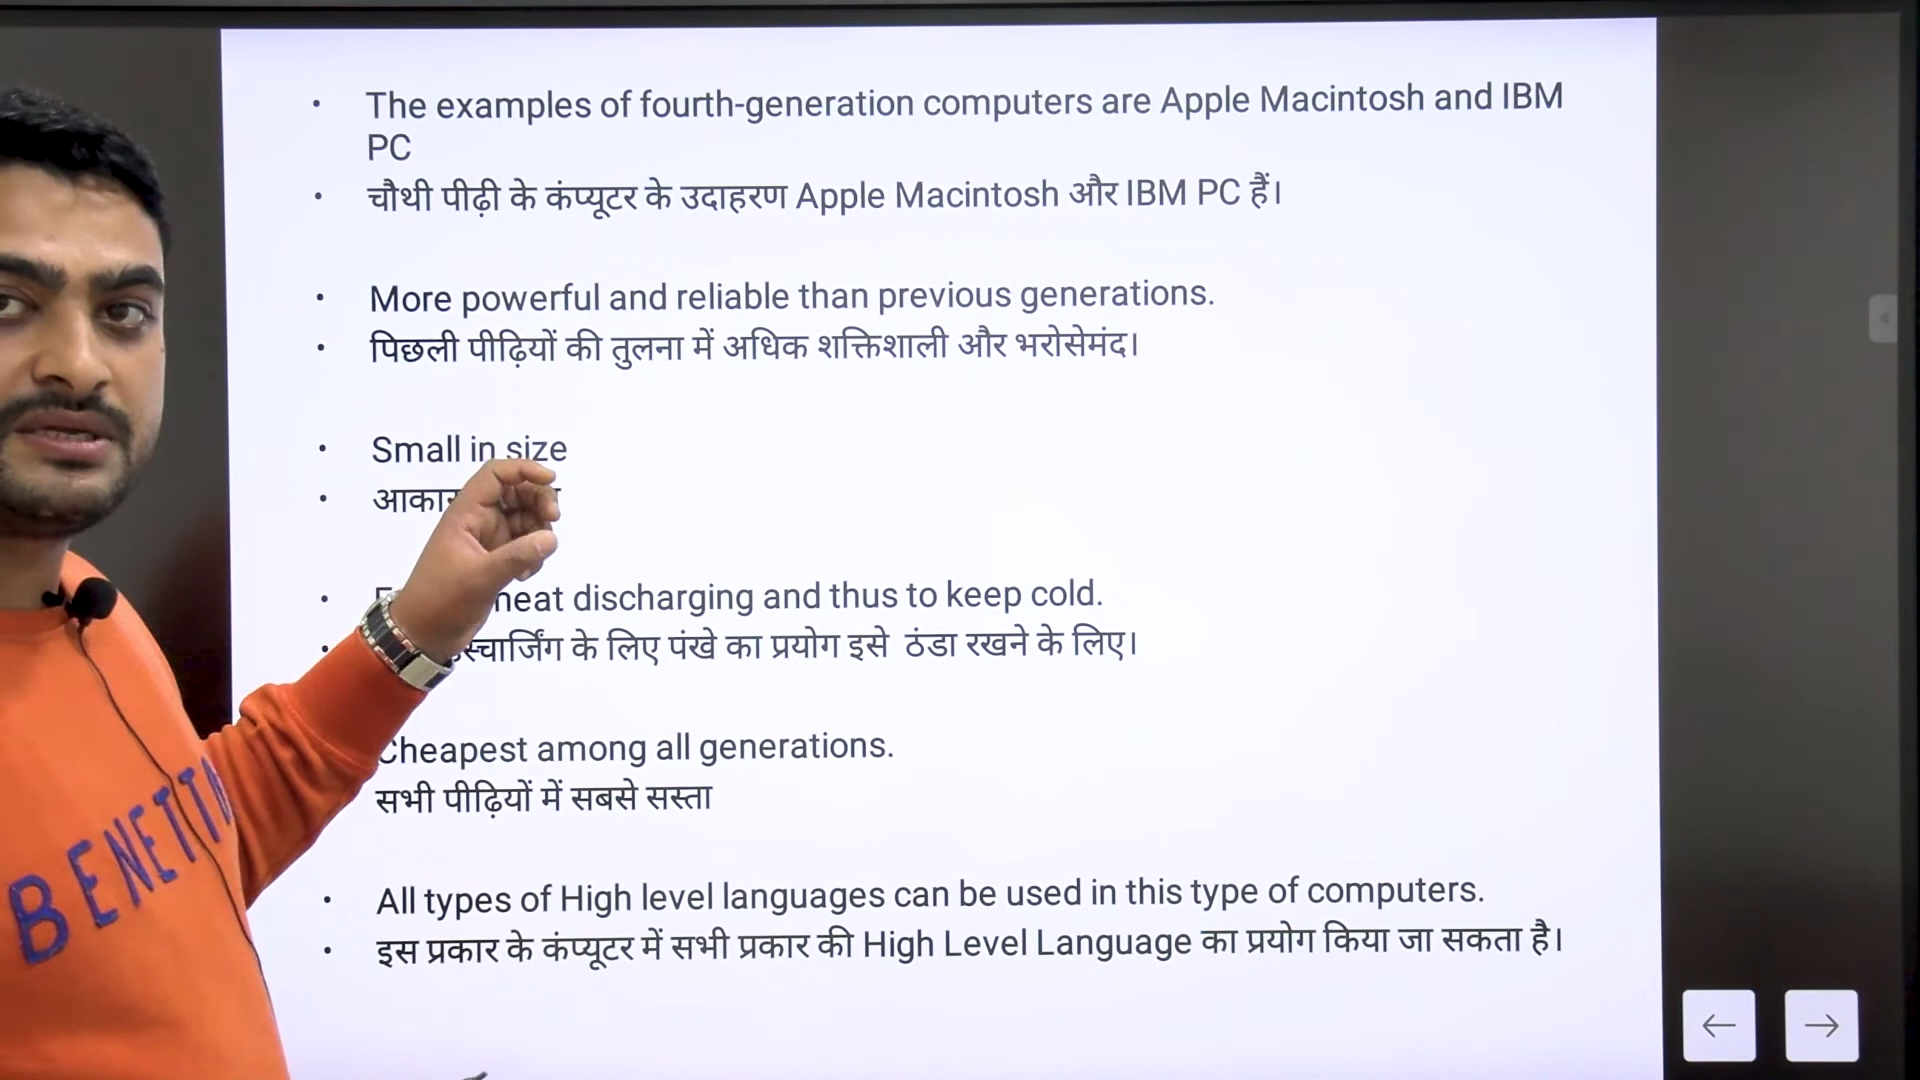 The examples of fourth-generation computers are Apple Macintosh and IBM
PC
चौथी पीढ़ी के कंप्यूटर के उदाहरण Apple Macintosh और IBM PC हैं।
More powerful and reliable than previous generations.
पिछली पीढ़ियों की तुलना में अधिक शक्तिशाली और भरोसेमंद।
Small in size
heat discharging and thus to keep cold.
के लिए पंखे का प्रयोग इसे ठंडा रखने के लिए।
Cheapest among all generations.
सभी पीढ़ियों में सबसे सस्ता
All types of High level languages can be used in this type of computers.
इस प्रकार के कंप्यूटर में सभी प्रकार की High Level Language का प्रयोग किया जा सकता है।